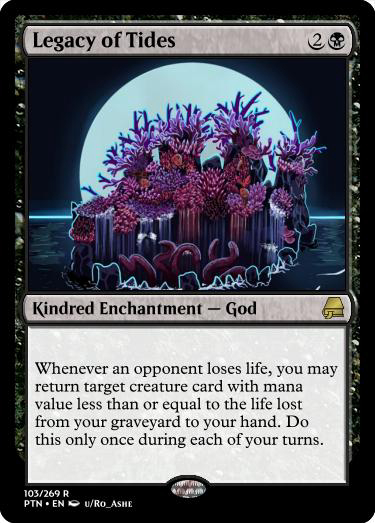 Legacy of Tides 2
Kindred Enchantment — God
Whenever an opponent loses life, you may
return target creature card with mana
value less than or equal to the life lost
from your graveyard to your hand. Do
this only once during each of your turns.
103/269 R
PTN • EN u/Ro_Ashe